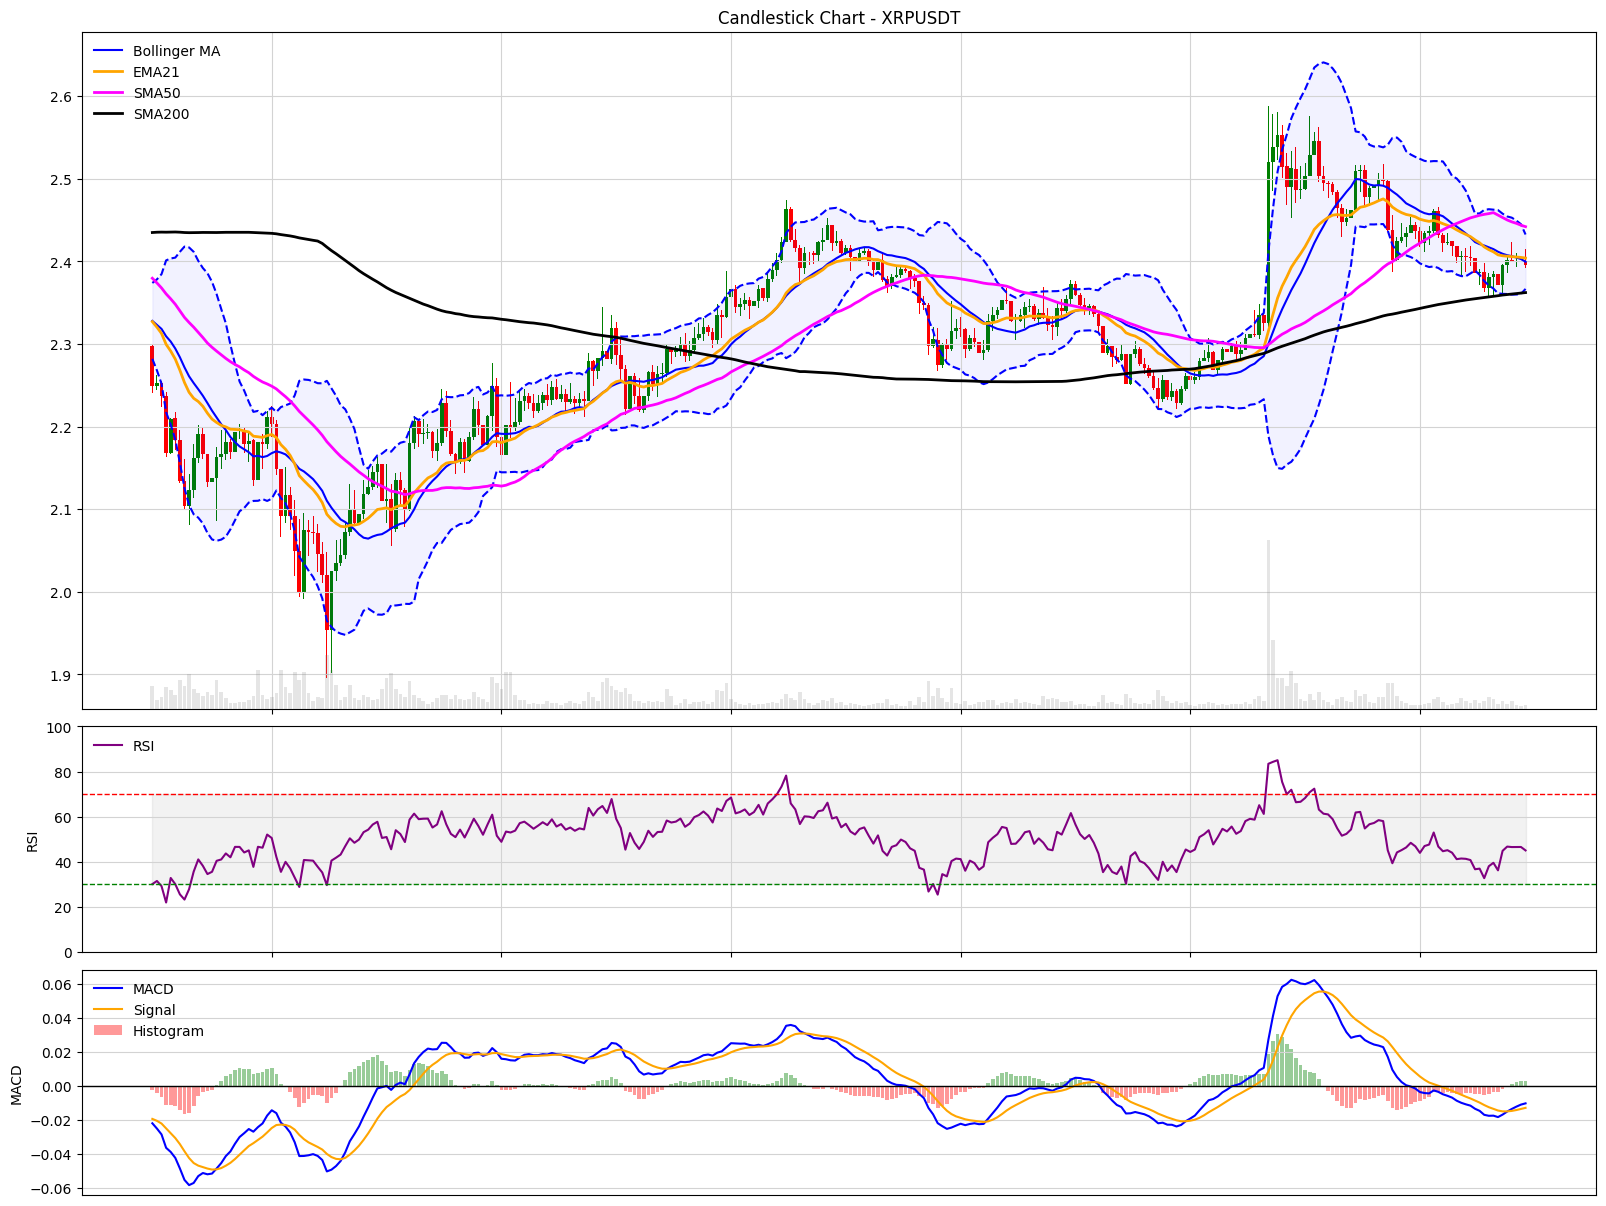 Candlestick Chart - XRPUSDT
Bollinger MA
EMA21
SMA50
SMA200
2.6
2.5
2.4
2.3
2.2
2.1
2.0
1.9
RSI
100
80
60
40
20
0
RSI
MACD
Signal
Histogram
0.06
0.04
0.02
0.00
−0.02
−0.04
−0.06
MACD